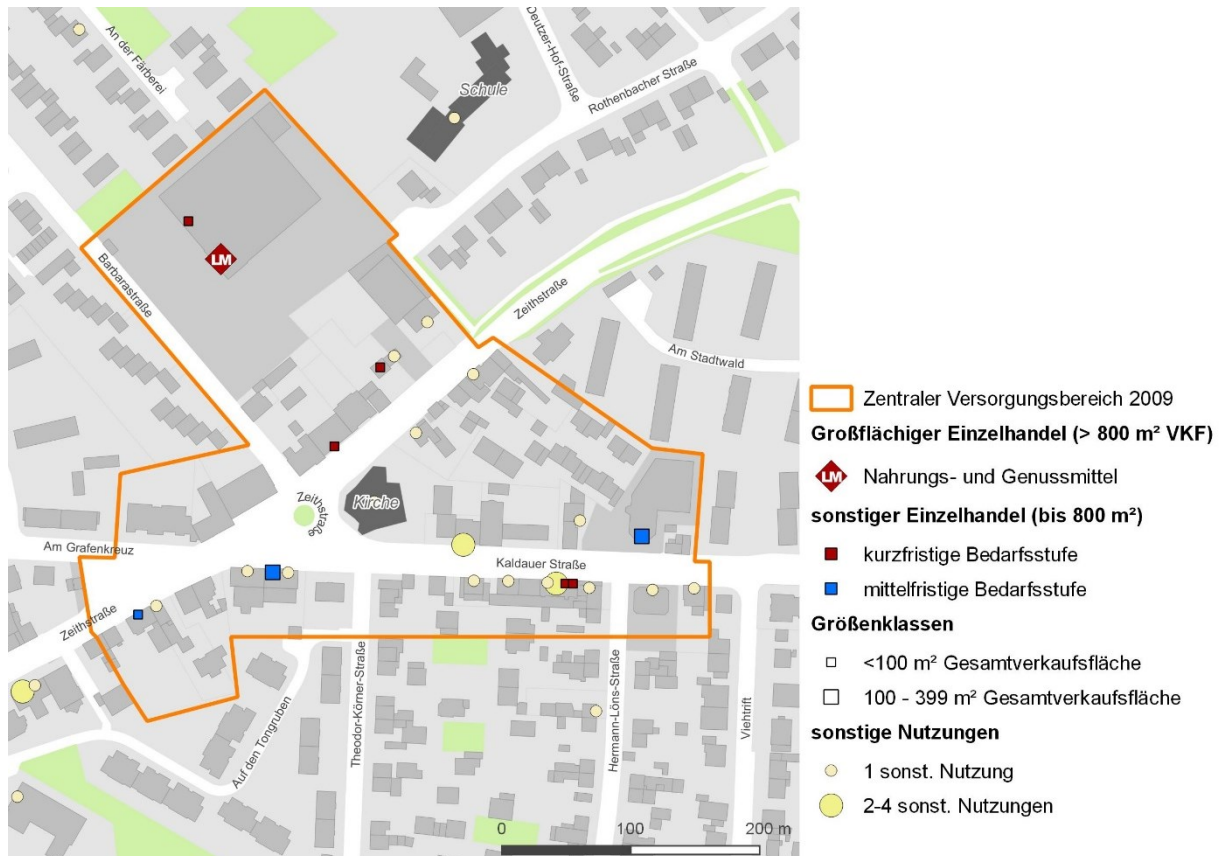 An der Färberei
Schule
Deutzer-Hof-Straße
Rothenbacher Straße
LM
Barbarastraße
Zeithstraße
Am Stadtwald
Zeithstraße
Kirche
Am Grafenkreuz
Kaldauer Straße
Zeithstraße
Auf den Tongruben
Theodor-Körner-Straße
Hermann-Löns-Straße
Viehtrift
0 100 200 m
Zentraler Versorgungsbereich 2009
Großflächiger Einzelhandel (> 800 m² VKF)
LM Nahrungs- und Genussmittel
sonstiger Einzelhandel (bis 800 m²)
kurzfristige Bedarfsstufe
mittelfristige Bedarfsstufe
Größenklassen
<100 m² Gesamtverkaufsfläche
100 - 399 m² Gesamtverkaufsfläche
sonstige Nutzungen
1 sonst. Nutzung
2-4 sonst. Nutzungen